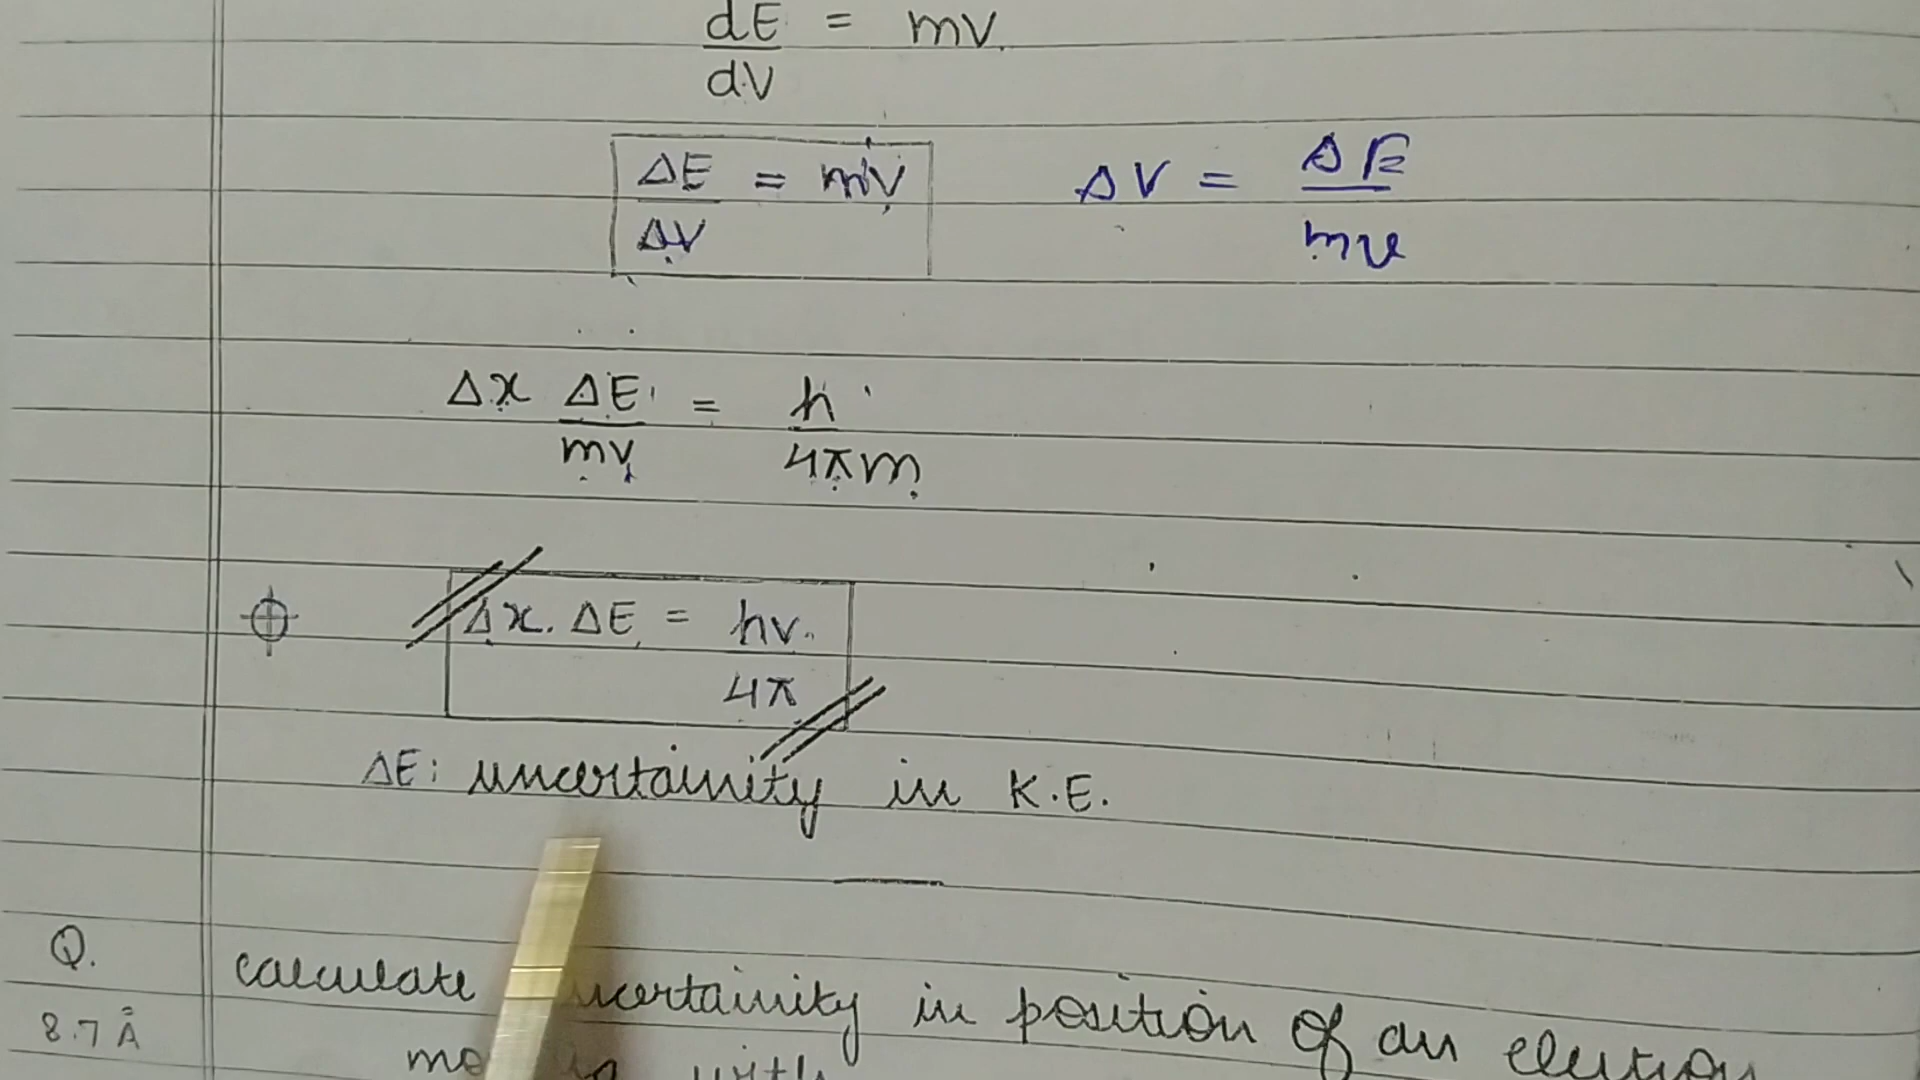 dE = mv
dV
ΔE = mv ΔV = ΔE
ΔV mv
Δx ΔE = h
mv 4πm
Δx. ΔE = hv
4π
ΔE: uncertainity in K.E.
Q. calculate in position of an
8.7 Å
with